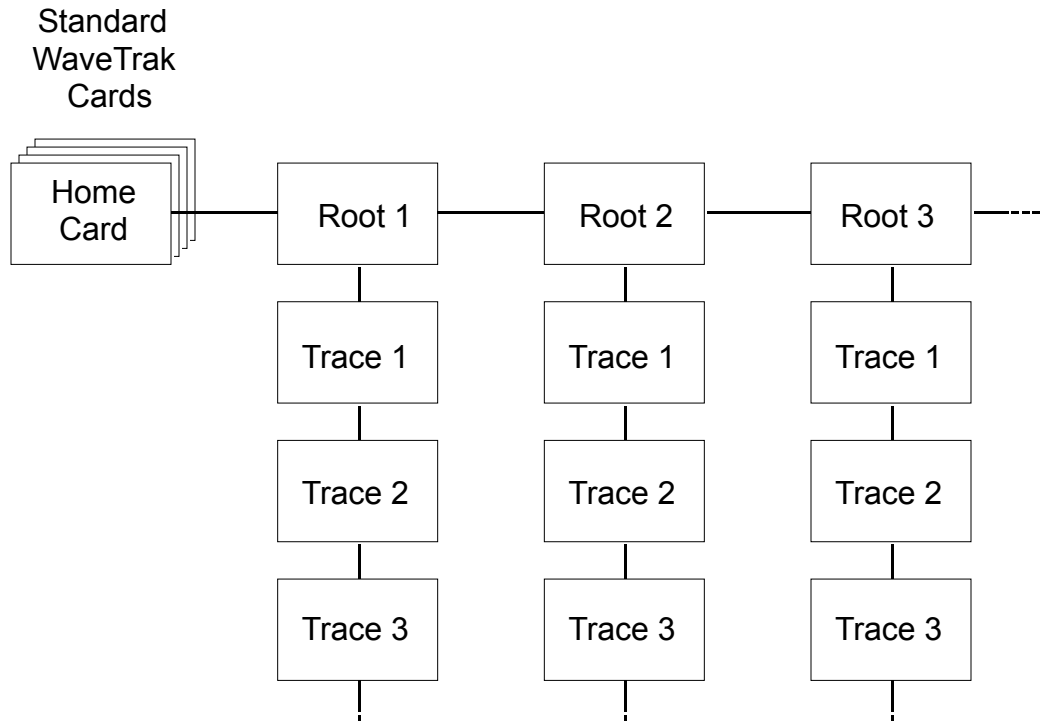 Standard
WaveTrak
Cards
Home
Card
Root 1
Root 2
Root 3
Trace 1
Trace 1
Trace 1
Trace 2
Trace 2
Trace 2
Trace 3
Trace 3
Trace 3